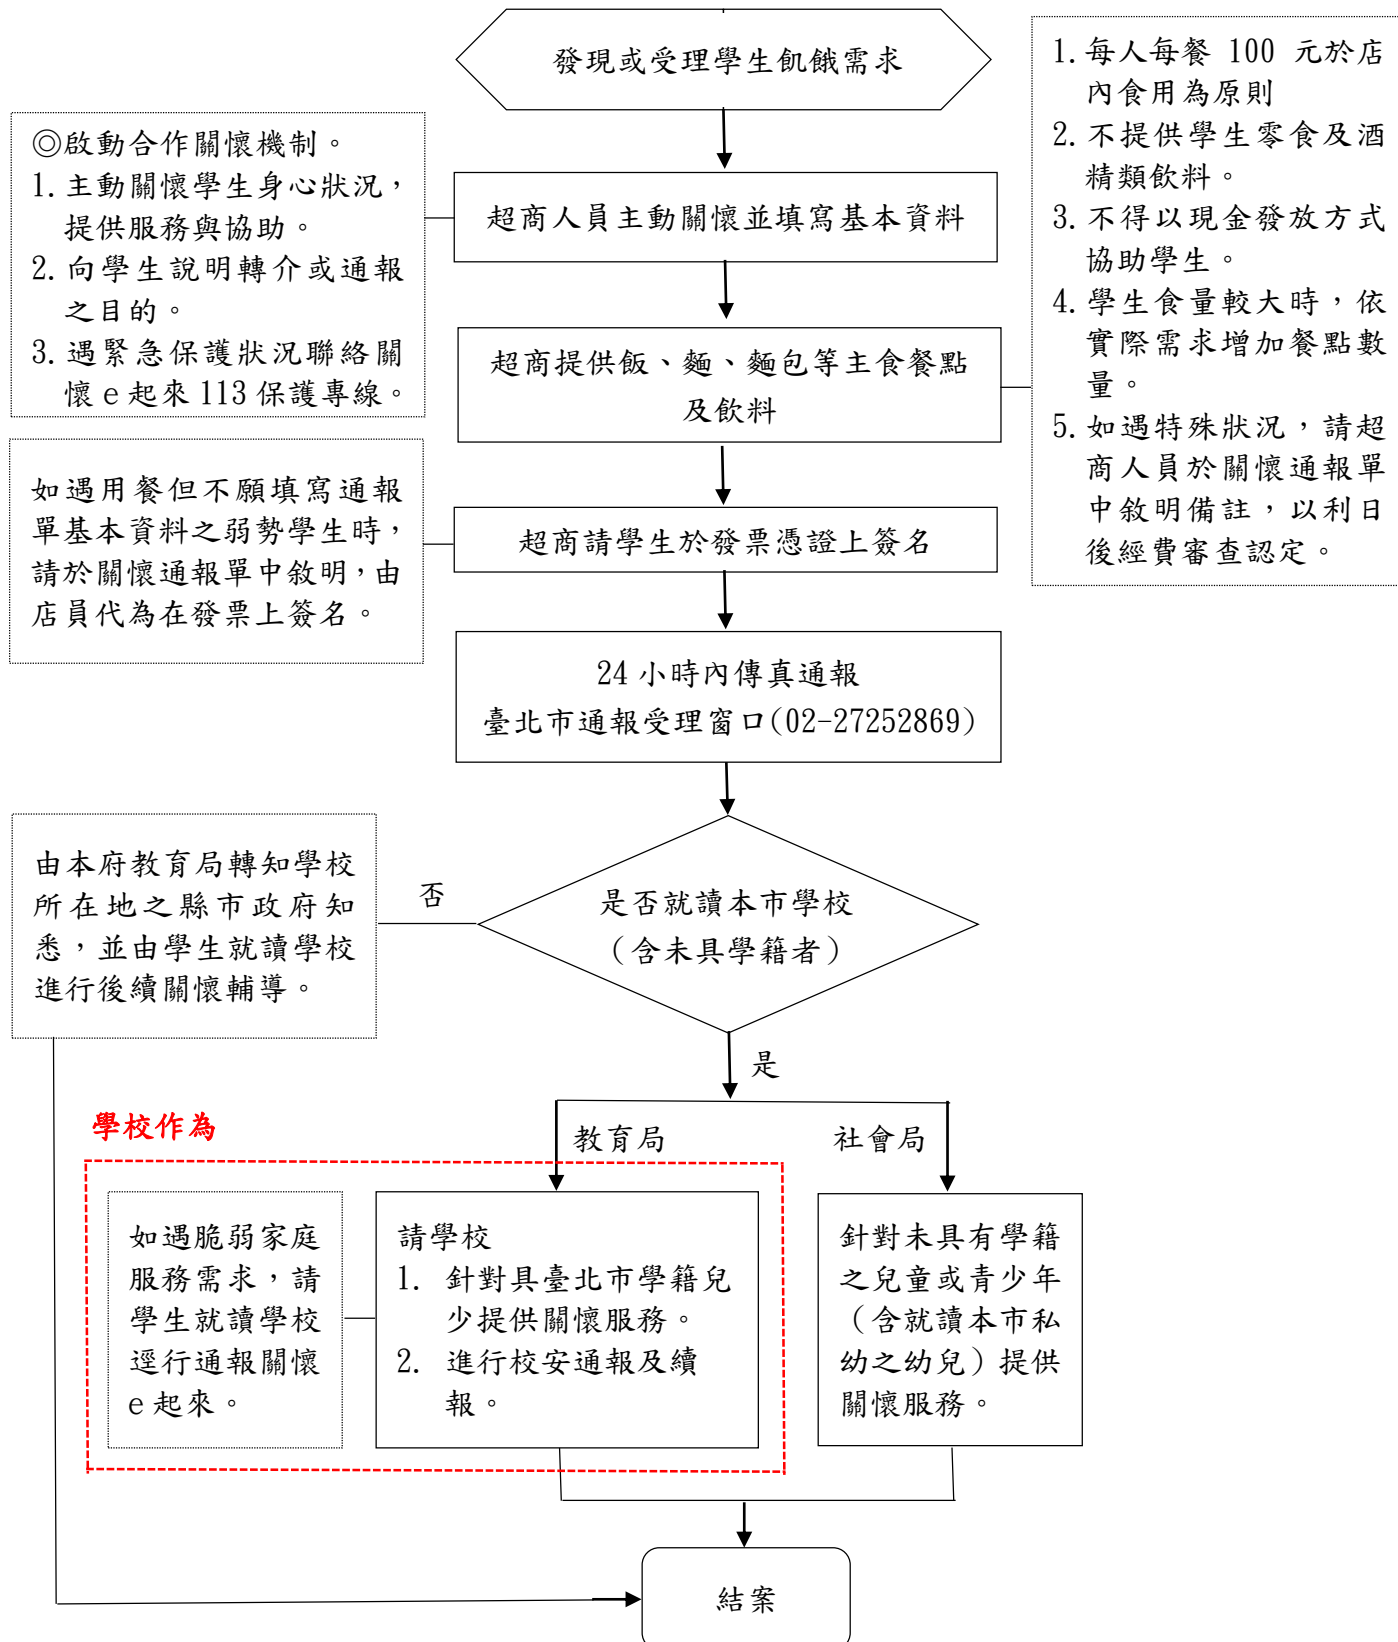 發現或受理學生飢餓需求
1. 每人每餐 100 元於店
內食用為原則
2. 不提供學生零食及酒
精類飲料。
3. 不得以現金發放方式
協助學生。
4. 學生食量較大時，依
實際需求增加餐點數
量。
5. 如遇特殊狀況，請超
商人員於關懷通報單
中敘明備註，以利日
後經費審查認定。
◎啟動合作關懷機制。
1. 主動關懷學生身心狀況，
提供服務與協助。
2. 向學生說明轉介或通報
之目的。
3. 遇緊急保護狀況聯絡關
懷 e 起來 113 保護專線。
超商人員主動關懷並填寫基本資料
超商提供飯、麵、麵包等主食餐點
及飲料
如遇用餐但不願填寫通報
單基本資料之弱勢學生時，
請於關懷通報單中敘明，由
店員代為在發票上簽名。
超商請學生於發票憑證上簽名
24 小時內傳真通報
臺北市通報受理窗口(02-27252869)
由本府教育局轉知學校
所在地之縣市政府知
悉，並由學生就讀學校
進行後續關懷輔導。
否
是否就讀本市學校
（含未具學籍者）
是
學校作為
教育局
社會局
如遇脆弱家庭
服務需求，請
學生就讀學校
逕行通報關懷
e 起來。
請學校
1. 針對具臺北市學籍兒
少提供關懷服務。
2. 進行校安通報及續
報。
針對未具有學籍
之兒童或青少年
（含就讀本市私
幼之幼兒）提供
關懷服務。
結案